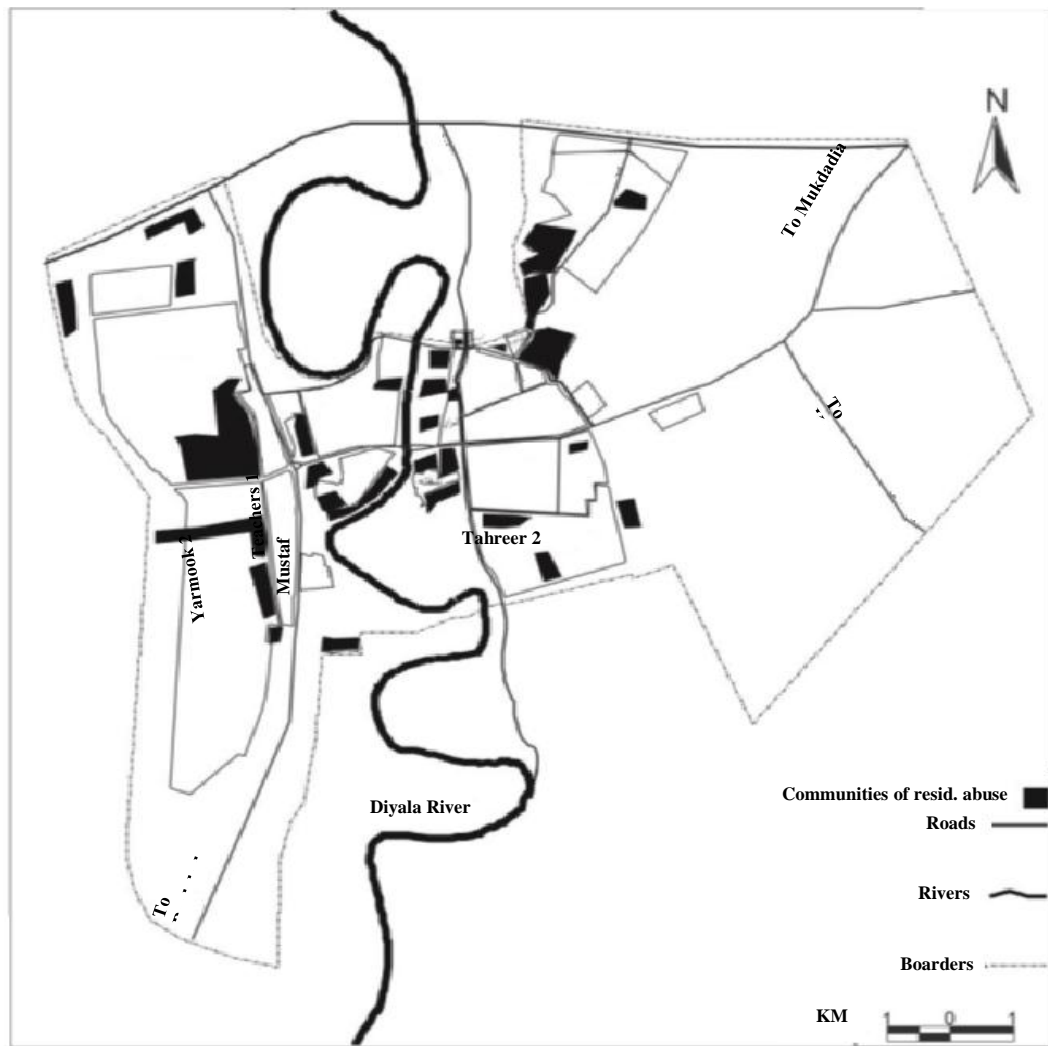 N
To Mukdadia
To
Teachers 1
Yarmook 2
Mustaf
Tahreer 2
Diyala River
Communities of resid. abuse
Roads
Rivers
Boarders
To
KM
1 0 1